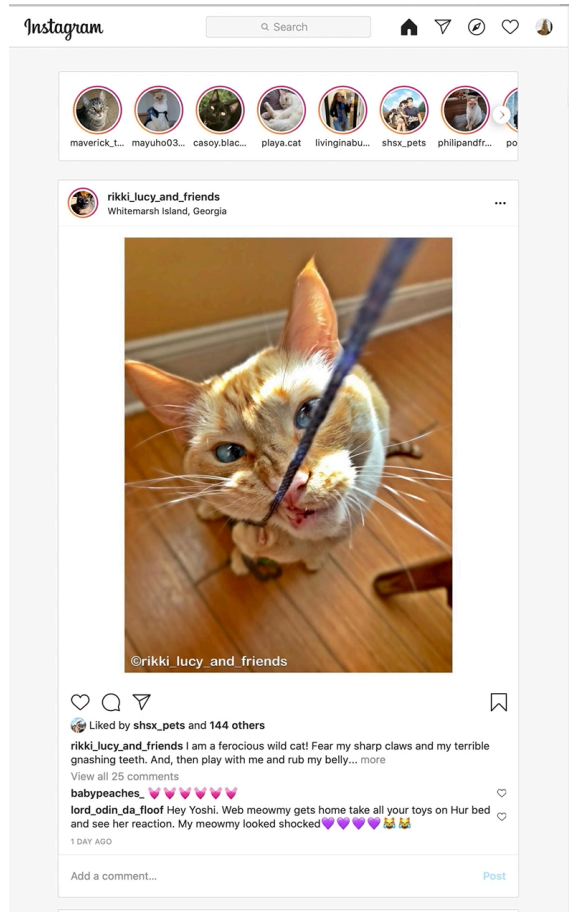 Instagram
Search
maverick_t... mayuho03... casoy.blac... playa.cat livinginabu... shsx_pets philipandfr... po
rikki_lucy_and_friends
Whitemarsh Island, Georgia
©rikki_lucy_and_friends
Liked by shsx_pets and 144 others
rikki_lucy_and_friends I am a ferocious wild cat! Fear my sharp claws and my terrible
gnashing teeth. And, then play with me and rub my belly... more
View all 25 comments
babypeaches_ 💓💓💓💓💓💓
lord_odin_da_floof Hey Yoshi. Web meowmy gets home take all your toys on Hur bed
and see her reaction. My meowmy looked shocked💜💜💜💜😹😹
1 DAY AGO
Add a comment... Post